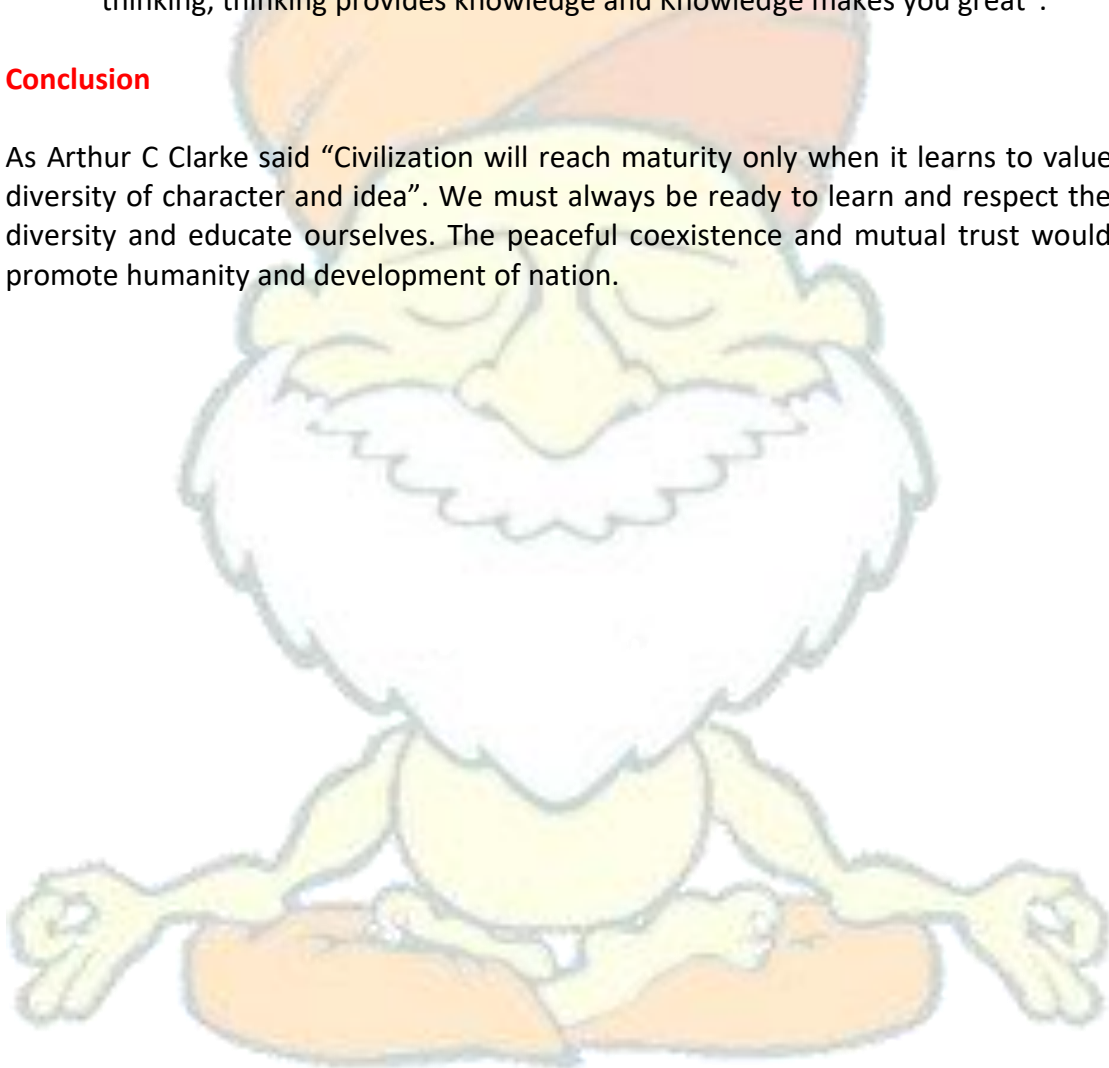 thinking, thinking provides knowledge and Knowledge makes you great".
Conclusion
As Arthur C Clarke said “Civilization will reach maturity only when it learns to value
diversity of character and idea”. We must always be ready to learn and respect the
diversity and educate ourselves. The peaceful coexistence and mutual trust would
promote humanity and development of nation.